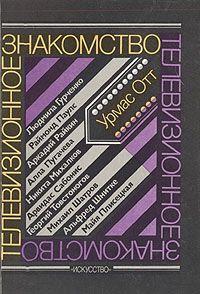 ЗНАКОМСТВО
ТЕЛЕВИЗИОННОЕ
Урмас Отт
Людмила Гурченко
Раймонд Паулс
Аркадий Райкин
Алла Пугачева
Никита Михалков
Арвидас Сабонис
Георгий Товстоногов
Михаил Шатров
Альфред Шнитке
Майя Плисецкая
ТЕЛЕВИЗИОННОЕ
ЗНАКОМСТВО
«ИСКУССТВО»